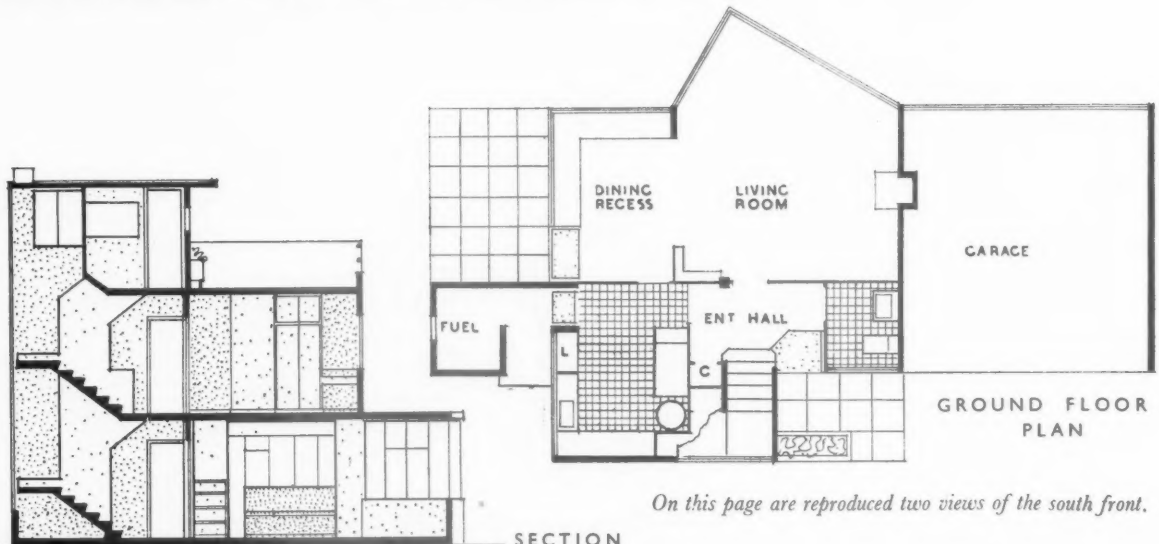 DINING
RECESS
LIVING
ROOM
GARAGE
FUEL
ENT HALL
L
C
GROUND FLOOR
PLAN
On this page are reproduced two views of the south front.
SECTION